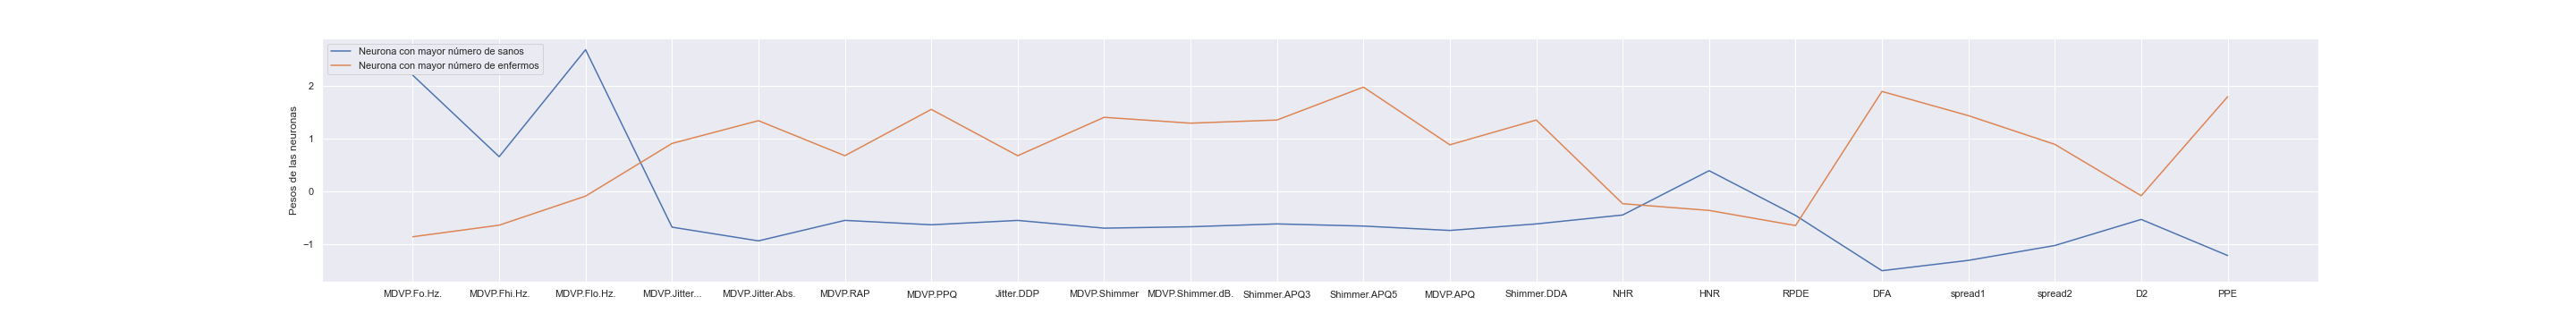 Neurona con mayor número de sanos
Neurona con mayor número de enfermos
Pesos de las neuronas
2
1
0
−1
MDVP.Fo.Hz. MDVP.Fhi.Hz. MDVP.Flo.Hz. MDVP.Jitter... MDVP.Jitter.Abs. MDVP.RAP MDVP.PPQ Jitter.DDP MDVP.Shimmer MDVP.Shimmer.dB. Shimmer.APQ3 Shimmer.APQ5 MDVP.APQ Shimmer.DDA NHR HNR RPDE DFA spread1 spread2 D2 PPE